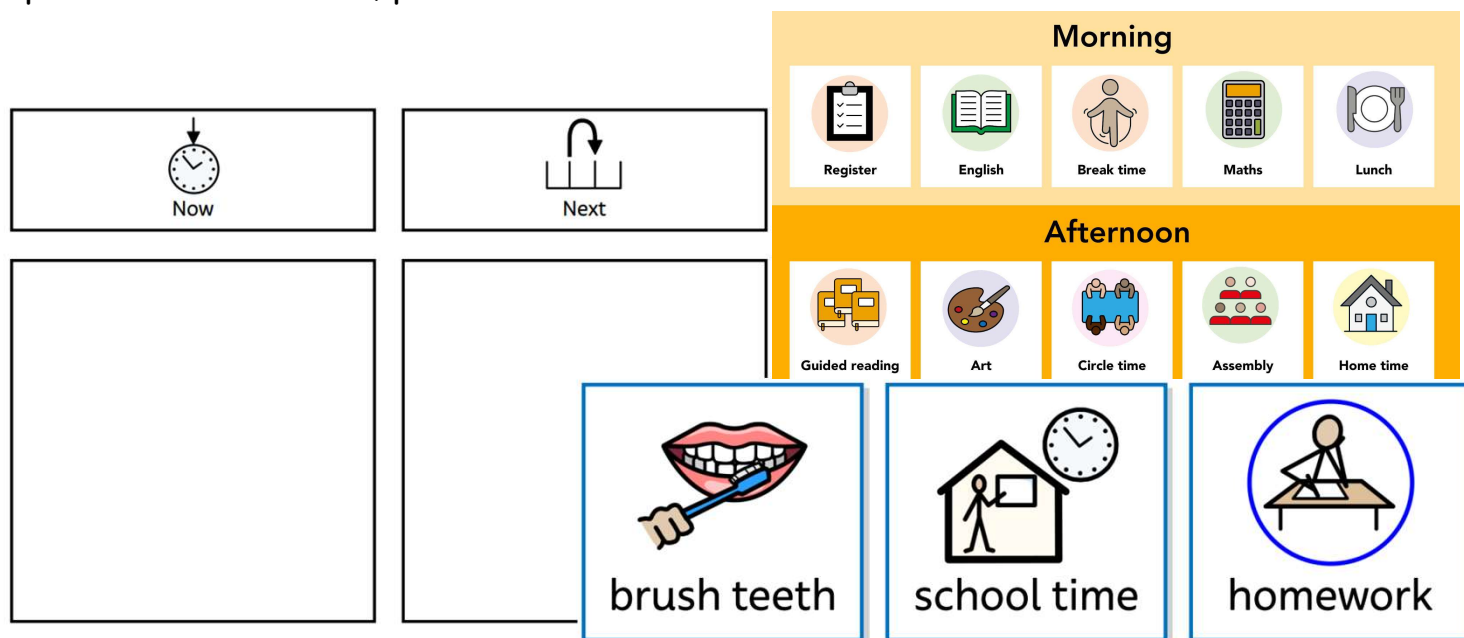 Now
Next
Morning
Register English Break time Maths Lunch
Afternoon
Guided reading Art Circle time Assembly Home time
brush teeth school time homework